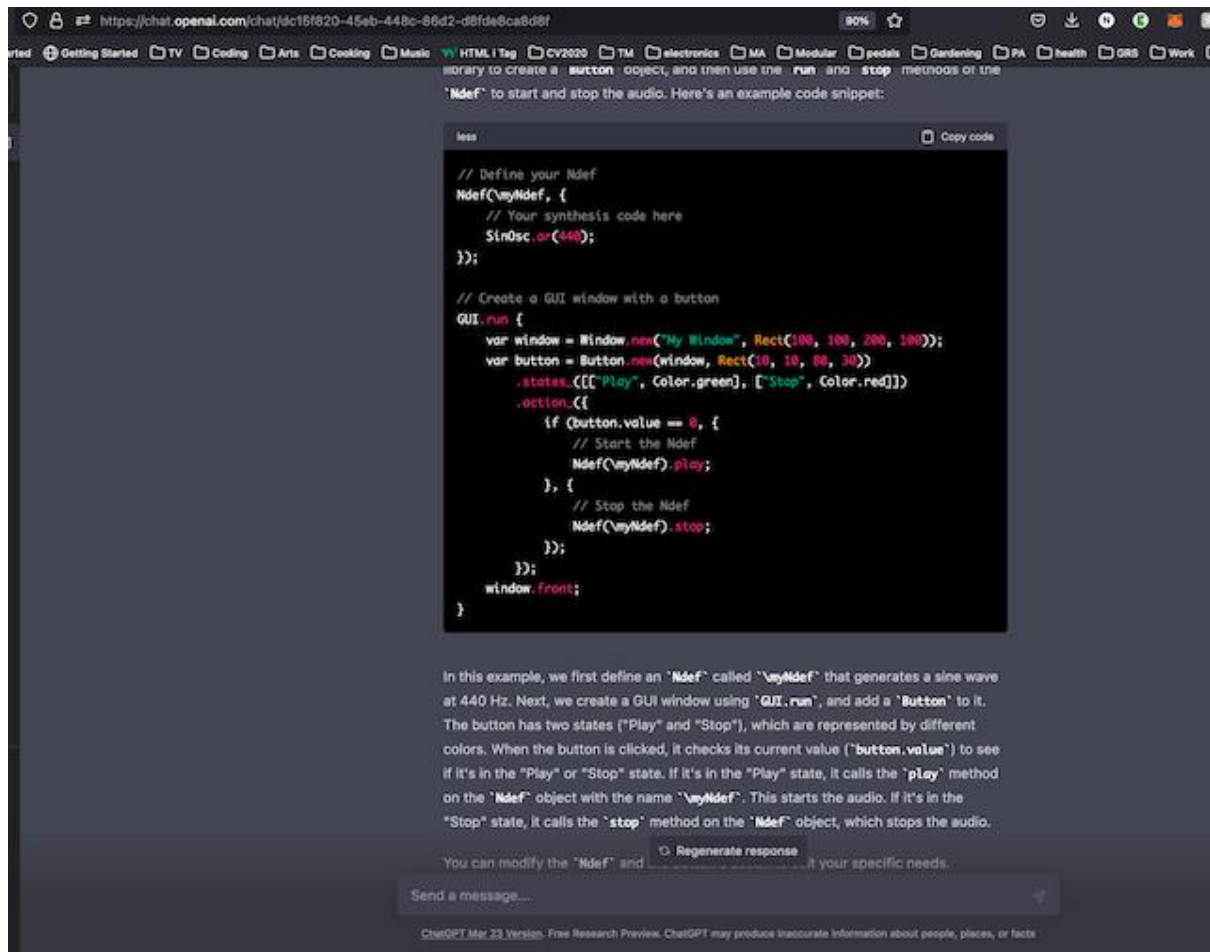 https://chat.openai.com/chat/dc16f820-45eb-448c-86d2-d8fde8ca8d8f 90%
Getting Started TV Coding Arts Cooking Music HTML i Tag CV2020 TM electronics MA Modular pedals Gardening PA health GRS Work
library to create a `Button` object, and then use the `run` and `stop` methods of the
`Ndef` to start and stop the audio. Here's an example code snippet:
less Copy code
// Define your Ndef
Ndef(\myNdef, {
// Your synthesis code here
SinOsc.ar(440);
});
// Create a GUI window with a button
GUI.run {
var window = Window.new("My Window", Rect(100, 100, 200, 100));
var button = Button.new(window, Rect(10, 10, 80, 30))
.states_([["Play", Color.green], ["Stop", Color.red]])
.action_({
if (button.value == 0, {
// Start the Ndef
Ndef(\myNdef).play;
}, {
// Stop the Ndef
Ndef(\myNdef).stop;
});
});
window.front;
}
In this example, we first define an `Ndef` called `\myNdef` that generates a sine wave
at 440 Hz. Next, we create a GUI window using `GUI.run`, and add a `Button` to it.
The button has two states ("Play" and "Stop"), which are represented by different
colors. When the button is clicked, it checks its current value (`button.value`) to see
if it's in the "Play" or "Stop" state. If it's in the "Play" state, it calls the `play` method
on the `Ndef` object with the name `\myNdef`. This starts the audio. If it's in the
"Stop" state, it calls the `stop` method on the `Ndef` object, which stops the audio.
Regenerate response
You can modify the `Ndef` and it your specific needs.
Send a message...
ChatGPT Mar 23 Version. Free Research Preview. ChatGPT may produce inaccurate information about people, places, or facts